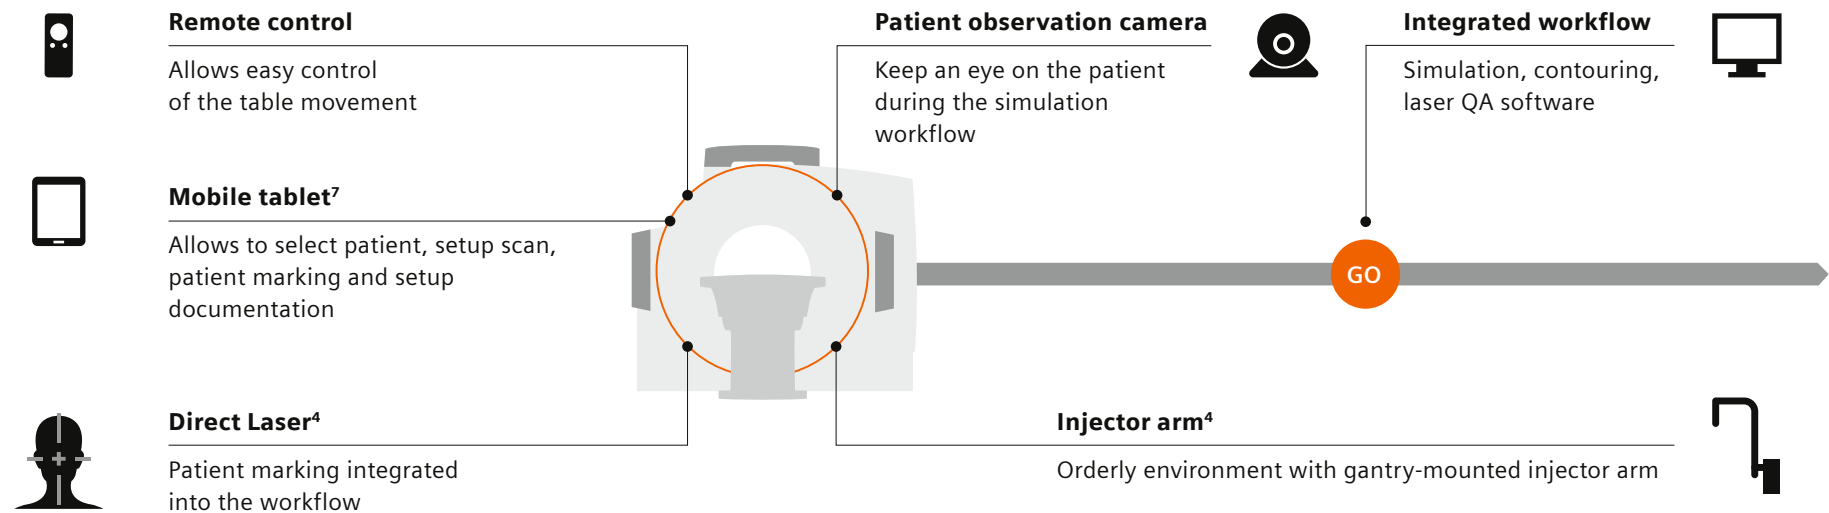 Remote control
Allows easy control
of the table movement
Patient observation camera
Keep an eye on the patient
during the simulation
workflow
Integrated workflow
Simulation, contouring,
laser QA software
Mobile tablet⁷
Allows to select patient, setup scan,
patient marking and setup
documentation
GO
Direct Laser⁴
Patient marking integrated
into the workflow
Injector arm⁴
Orderly environment with gantry-mounted injector arm